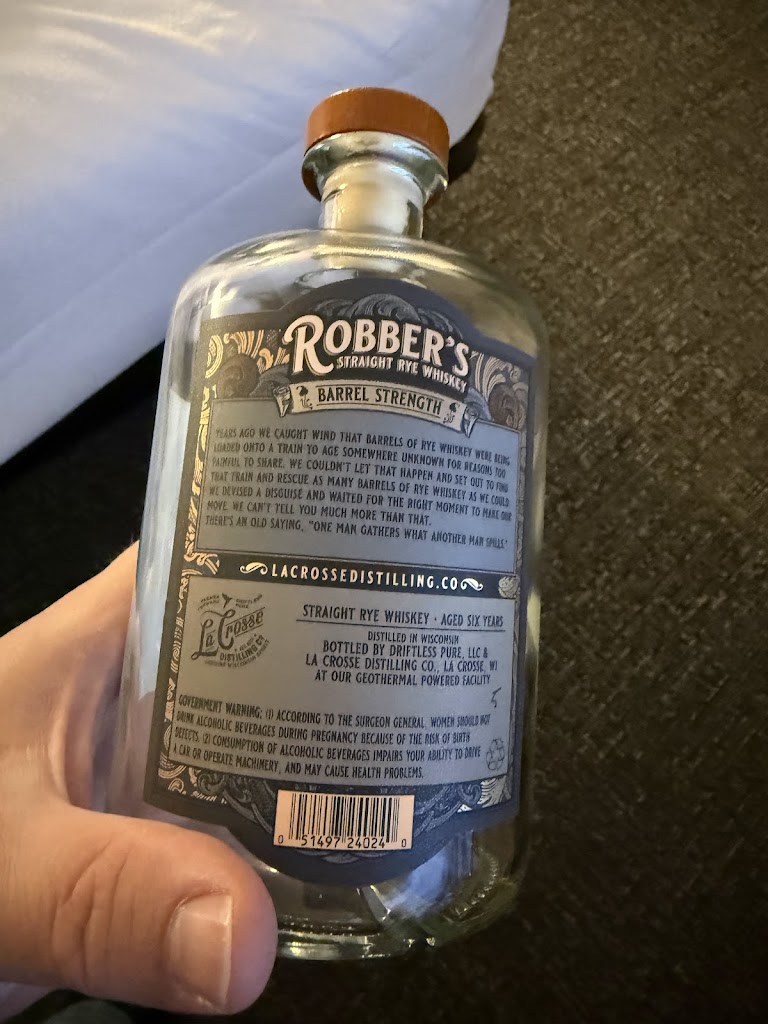 ROBBER'S
STRAIGHT RYE WHISKEY
BARREL STRENGTH
YEARS AGO WE CAUGHT WIND THAT BARRELS OF RYE WHISKEY WERE BEING
LOADED ONTO A TRAIN TO AGE SOMEWHERE UNKNOWN FOR REASONS TOO
PAINFUL TO SHARE. WE COULDN'T LET THAT HAPPEN AND SET OUT TO FIND
THAT TRAIN AND RESCUE AS MANY BARRELS OF RYE WHISKEY AS WE COULD.
WE DEVISED A DISGUISE AND WAITED FOR THE RIGHT MOMENT TO MAKE OUR
MOVE. WE CAN'T TELL YOU MUCH MORE THAN THAT.
THERE'S AN OLD SAYING, "ONE MAN GATHERS WHAT ANOTHER MAN SPILLS."
LACROSSEDISTILLING.CO
DRIFTLESS
PURE
La Crosse
DISTILLING CO
STRAIGHT RYE WHISKEY • AGED SIX YEARS
DISTILLED IN WISCONSIN
BOTTLED BY DRIFTLESS PURE, LLC &
LA CROSSE DISTILLING CO., LA CROSSE, WI
AT OUR GEOTHERMAL POWERED FACILITY
GOVERNMENT WARNING: (1) ACCORDING TO THE SURGEON GENERAL, WOMEN SHOULD NOT
DRINK ALCOHOLIC BEVERAGES DURING PREGNANCY BECAUSE OF THE RISK OF BIRTH
DEFECTS. (2) CONSUMPTION OF ALCOHOLIC BEVERAGES IMPAIRS YOUR ABILITY TO DRIVE
A CAR OR OPERATE MACHINERY, AND MAY CAUSE HEALTH PROBLEMS.
0 51497 24024 0